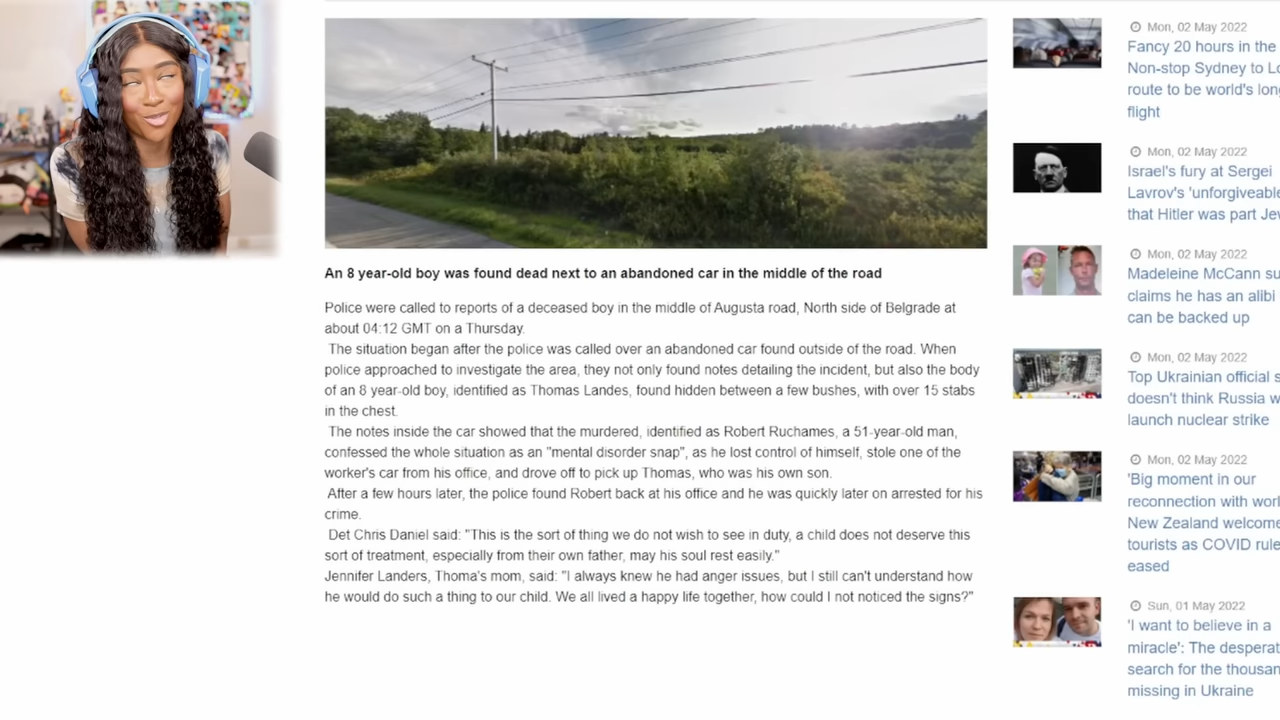 An 8 year-old boy was found dead next to an abandoned car in the middle of the road
Police were called to reports of a deceased boy in the middle of Augusta road, North side of Belgrade at
about 04:12 GMT on a Thursday.
The situation began after the police was called over an abandoned car found outside of the road. When
police approached to investigate the area, they not only found notes detailing the incident, but also the body
of an 8 year-old boy, identified as Thomas Landes, found hidden between a few bushes, with over 15 stabs
in the chest.
The notes inside the car showed that the murdered, identified as Robert Ruchames, a 51-year-old man,
confessed the whole situation as an "mental disorder snap", as he lost control of himself, stole one of the
worker's car from his office, and drove off to pick up Thomas, who was his own son.
After a few hours later, the police found Robert back at his office and he was quickly later on arrested for his
crime.
Det Chris Daniel said: "This is the sort of thing we do not wish to see in duty, a child does not deserve this
sort of treatment, especially from their own father, may his soul rest easily."
Jennifer Landers, Thoma's mom, said: "I always knew he had anger issues, but I still can't understand how
he would do such a thing to our child. We all lived a happy life together, how could I not noticed the signs?"
Mon, 02 May 2022
Fancy 20 hours in the
Non-stop Sydney to Lo
route to be world's long
flight
Mon, 02 May 2022
Israel's fury at Sergei
Lavrov's 'unforgiveable
that Hitler was part Jew
Mon, 02 May 2022
Madeleine McCann su
claims he has an alibi
can be backed up
Mon, 02 May 2022
Top Ukrainian official s
doesn't think Russia w
launch nuclear strike
Mon, 02 May 2022
'Big moment in our
reconnection with worl
New Zealand welcome
tourists as COVID rule
eased
Sun, 01 May 2022
'I want to believe in a
miracle': The desperat
search for the thousan
missing in Ukraine